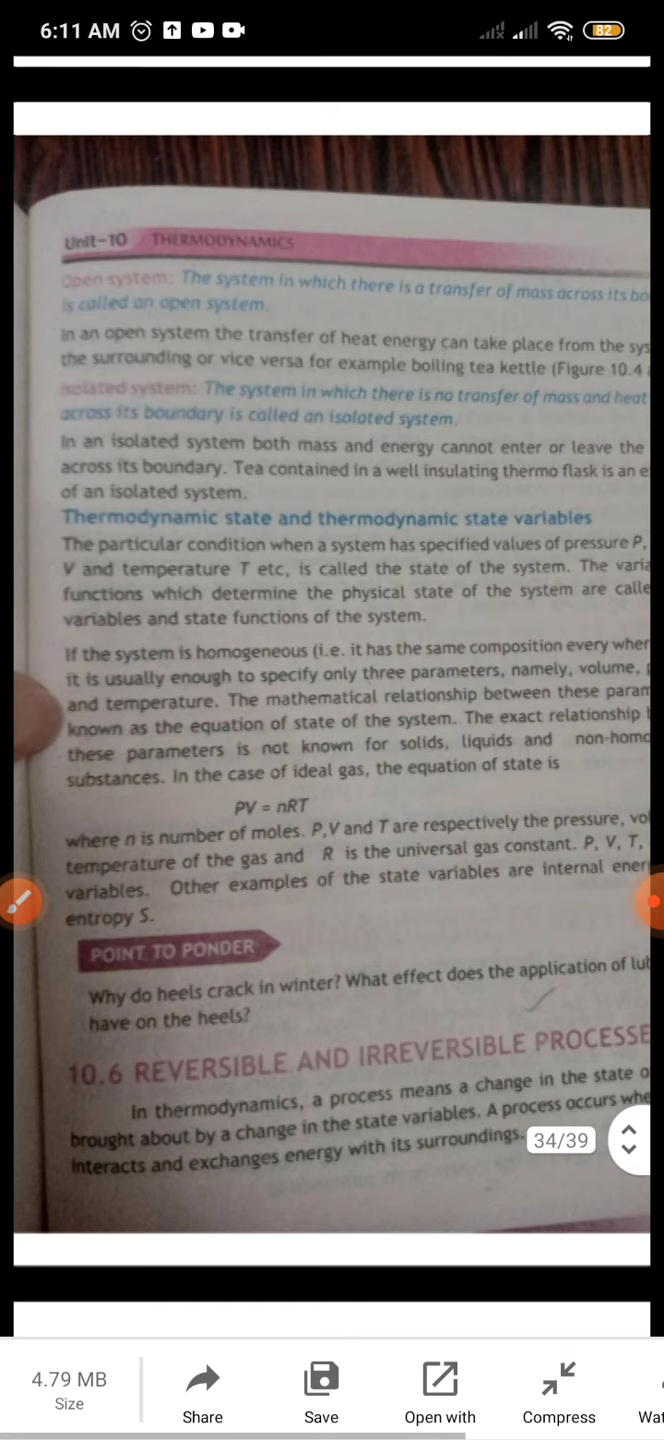 6:11 AM
82
Unit-10 THERMODYNAMICS
Open system: The system in which there is a transfer of mass across its
is called an open system.
In an open system the transfer of heat energy can take place from the
the surrounding or vice versa for example boiling tea kettle (Figure 10.4
Isolated system: The system in which there is no transfer of mass and heat
across its boundary is called an isolated system.
In an isolated system both mass and energy cannot enter or leave the
across its boundary. Tea contained in a well insulating thermo flask is an
of an isolated system.
Thermodynamic state and thermodynamic state variables
The particular condition when a system has specified values of pressure P,
V and temperature T etc, is called the state of the system. The
functions which determine the physical state of the system are
variables and state functions of the system.
If the system is homogeneous (i.e. it has the same composition every
it is usually enough to specify only three parameters, namely, volume,
and temperature. The mathematical relationship between these
known as the equation of state of the system. The exact relationship
these parameters is not known for solids, liquids and
substances. In the case of ideal gas, the equation of state is
PV = nRT
where n is number of moles. P,V and T are respectively the pressure,
temperature of the gas and R is the universal gas constant. P, V, T,
variables. Other examples of the state variables are internal
entropy S.
POINT TO PONDER
Why do heels crack in winter? What effect does the application of
have on the heels?
10.6 REVERSIBLE AND IRREVERSIBLE PROCESSE
In thermodynamics, a process means a change in the state
brought about by a change in the state variables. A process occurs
interacts and exchanges energy with its surroundings.
34/39
4.79 MB
Size
Share
Save
Open with
Compress